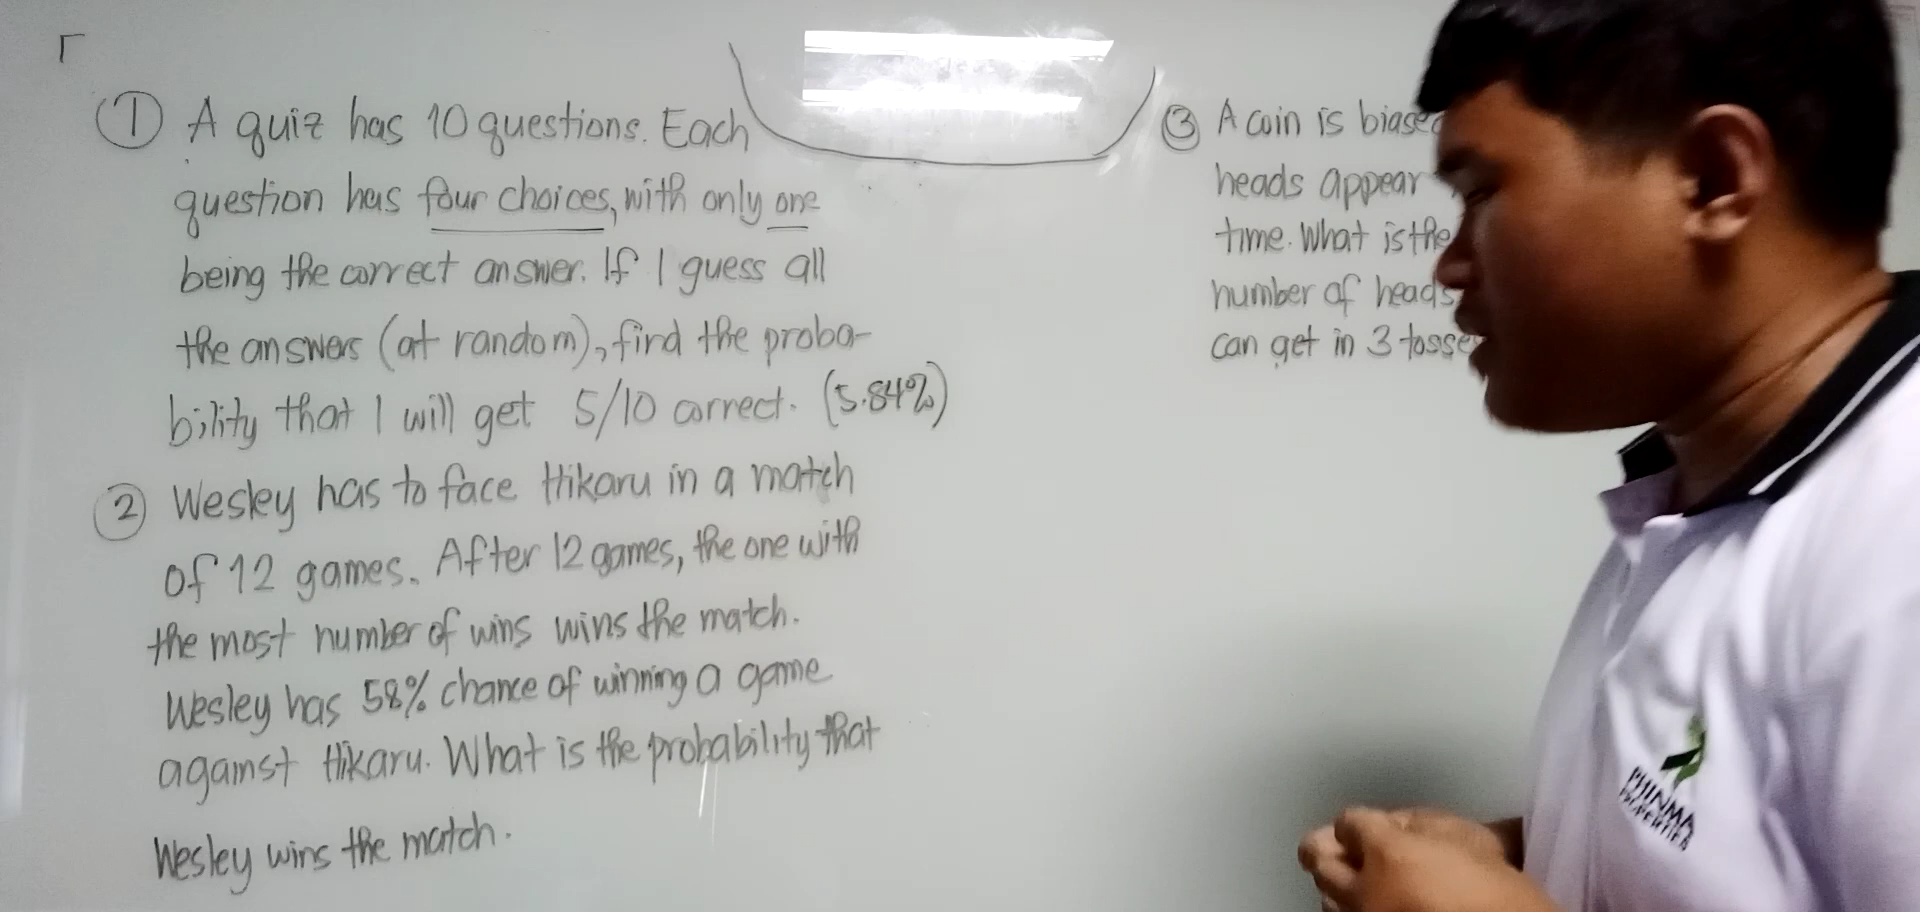 ① A quiz has 10 questions. Each
question has four choices, with only one
being the correct answer. If I guess all
the answers (at random), find the proba-
bility that I will get 5/10 correct. (5.84%)
② Wesley has to face Hikaru in a match
of 12 games. After 12 games, the one with
the most number of wins wins the match.
Wesley has 58% chance of winning a game
against Hikaru. What is the probability that
Wesley wins the match.
③ A coin is biased
heads appear
time. What is the
number of heads
can get in 3 tosse
PHINMA
PROPERTIES